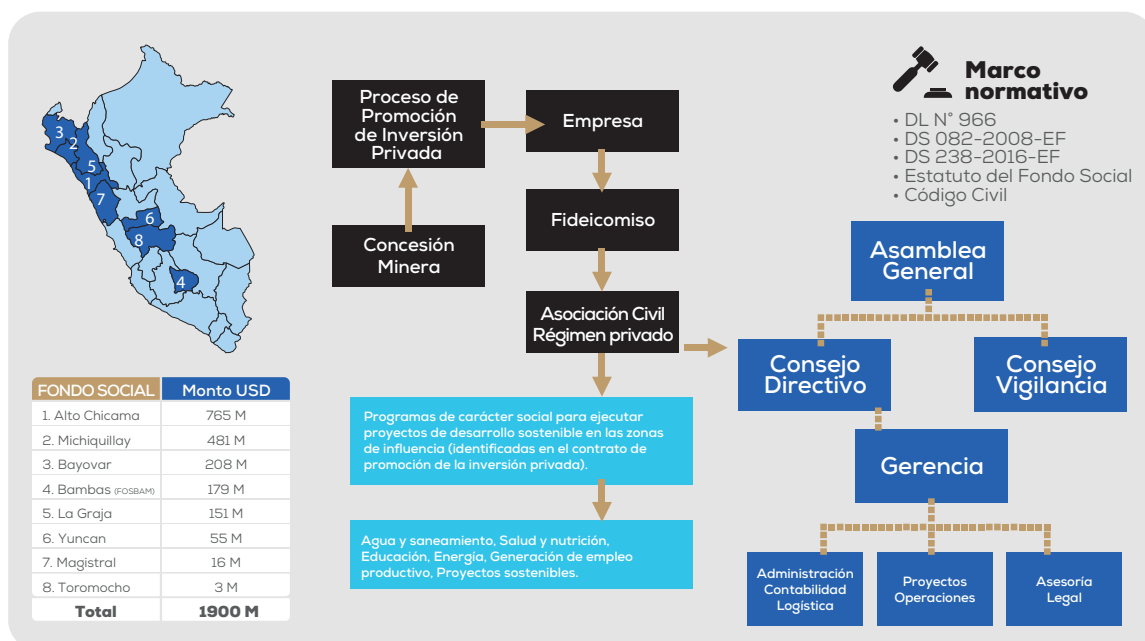 3
2
5
1
7
6
8
4
FONDO SOCIAL Monto USD
1. Alto Chicama 765 M
2. Michiquillay 481 M
3. Bayovar 208 M
4. Bambas (FOSBAM) 179 M
5. La Graja 151 M
6. Yuncan 55 M
7. Magistral 16 M
8. Toromocho 3 M
Total 1900 M
Proceso de
Promoción
de Inversión
Privada
Concesión
Minera
Empresa
Fideicomiso
Asociación Civil
Régimen privado
Programas de carácter social para ejecutar
proyectos de desarrollo sostenible en las zonas
de influencia (identificadas en el contrato de
promoción de la inversión privada).
Agua y saneamiento, Salud y nutrición,
Educación, Energía, Generación de empleo
productivo, Proyectos sostenibles.
Marco
normativo
• DL N° 966
• DS 082-2008-EF
• DS 238-2016-EF
• Estatuto del Fondo Social
• Código Civil
Asamblea
General
Consejo
Directivo
Consejo
Vigilancia
Gerencia
Administración
Contabilidad
Logística
Proyectos
Operaciones
Asesoría
Legal